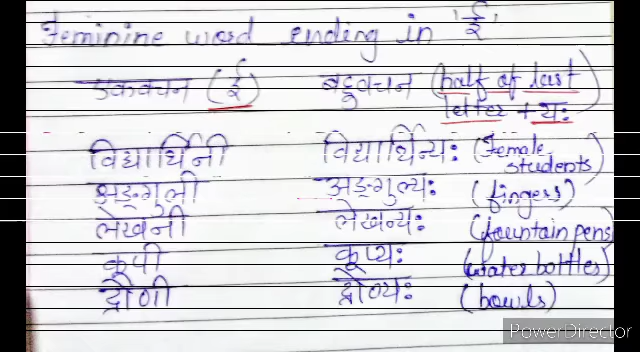 Feminine word ending in 'ई'
एकवचन (ई) बहुवचन (half of last
letter + यः)
विद्यार्थिनी विद्यार्थिन्यः (Female
students)
अङ्गुली अङ्गुल्यः (fingers)
लेखनी लेखन्यः (fountain pens)
कूपी कूप्यः (water bottles)
द्रोणी द्रोण्यः (bowls)
PowerDirector